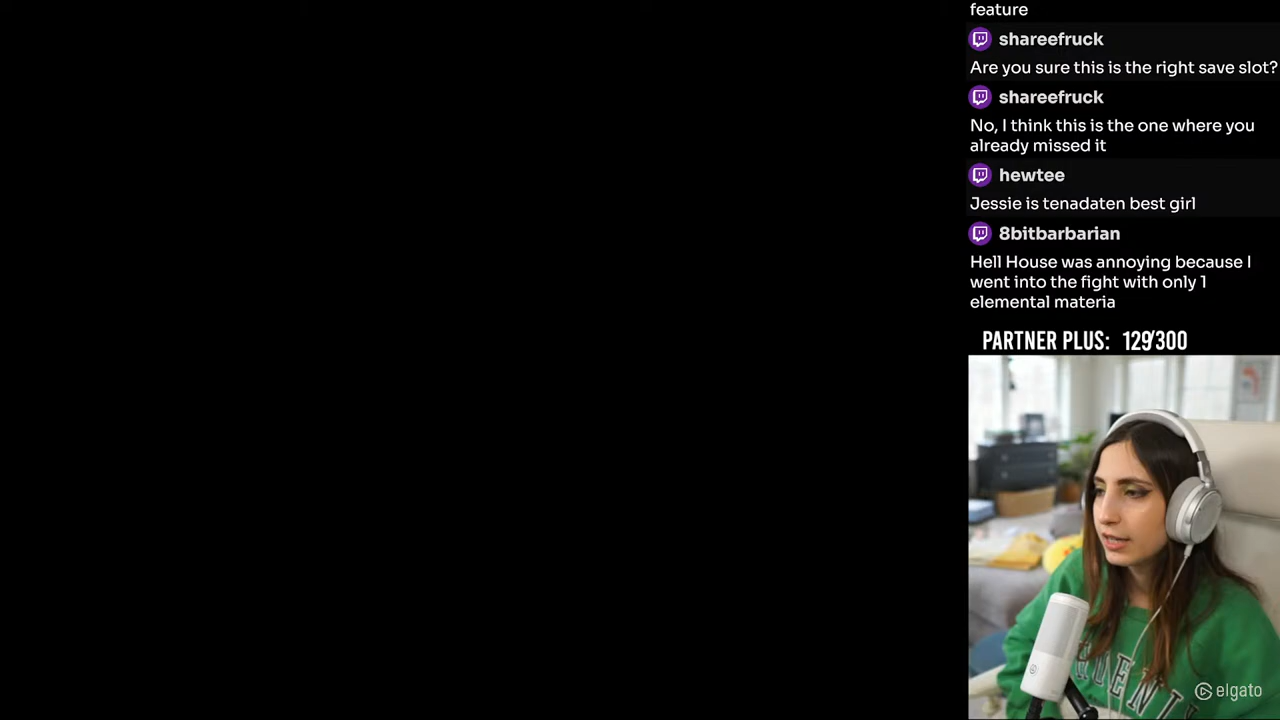 feature
shareefruck
Are you sure this is the right save slot?
shareefruck
No, I think this is the one where you
already missed it
hewtee
Jessie is tenadaten best girl
8bitbarbarian
Hell House was annoying because I
went into the fight with only 1
elemental materia
PARTNER PLUS: 129/300
elgato